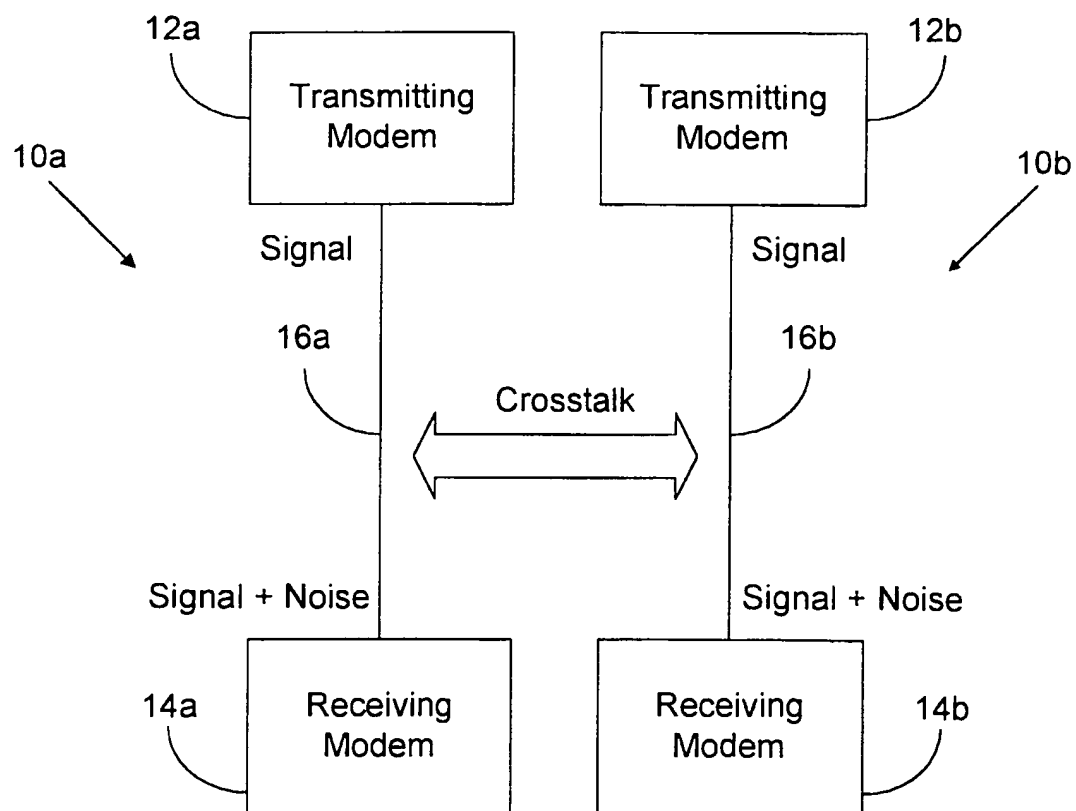 12a
12b
Transmitting
Modem
Transmitting
Modem
10a
10b
Signal
Signal
16a
16b
Crosstalk
Signal + Noise
Signal + Noise
14a
Receiving
Modem
Receiving
Modem
14b